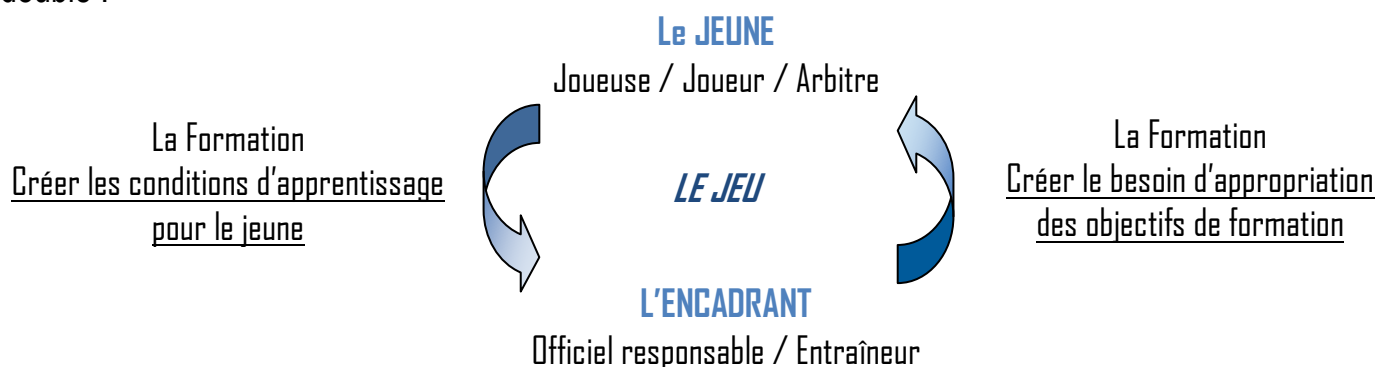 double :
Le JEUNE
Joueuse / Joueur / Arbitre
La Formation
Créer les conditions d'apprentissage
pour le jeune
LE JEU
La Formation
Créer le besoin d'appropriation
des objectifs de formation
L'ENCADRANT
Officiel responsable / Entraîneur